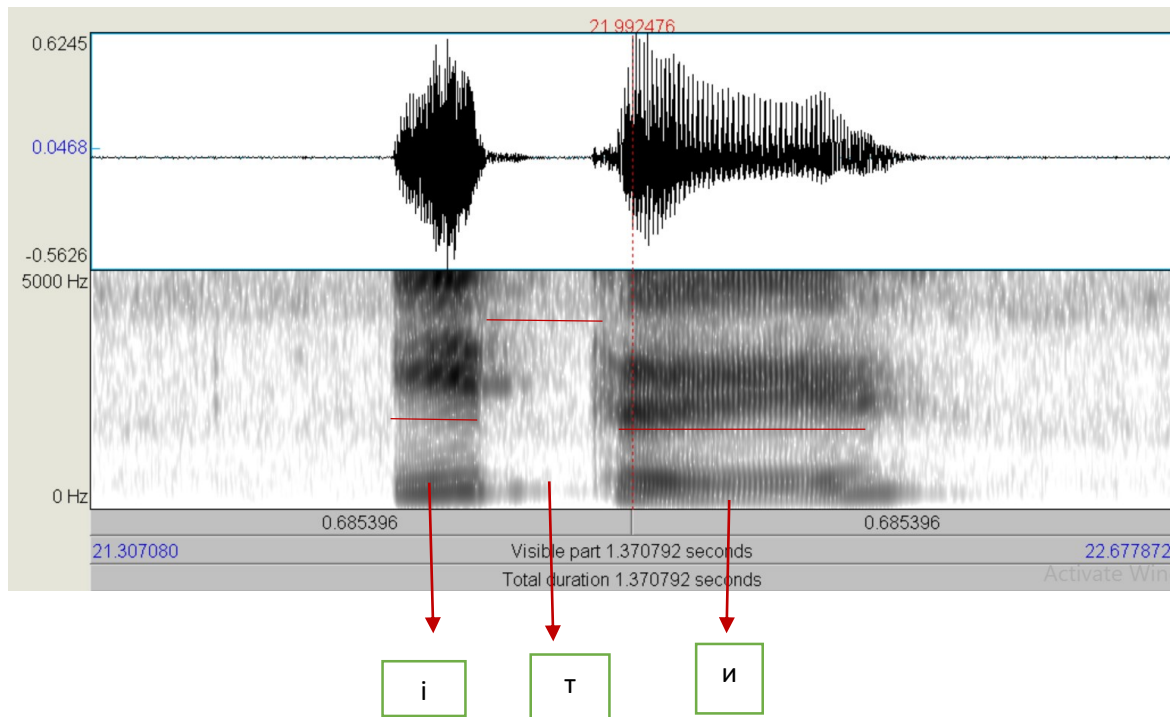 21.992476
0.6245
0.0468
-0.5626
5000 Hz
0 Hz
0.685396 0.685396
21.307080 Visible part 1.370792 seconds 22.677872
Total duration 1.370792 seconds
Activate Win
і т и